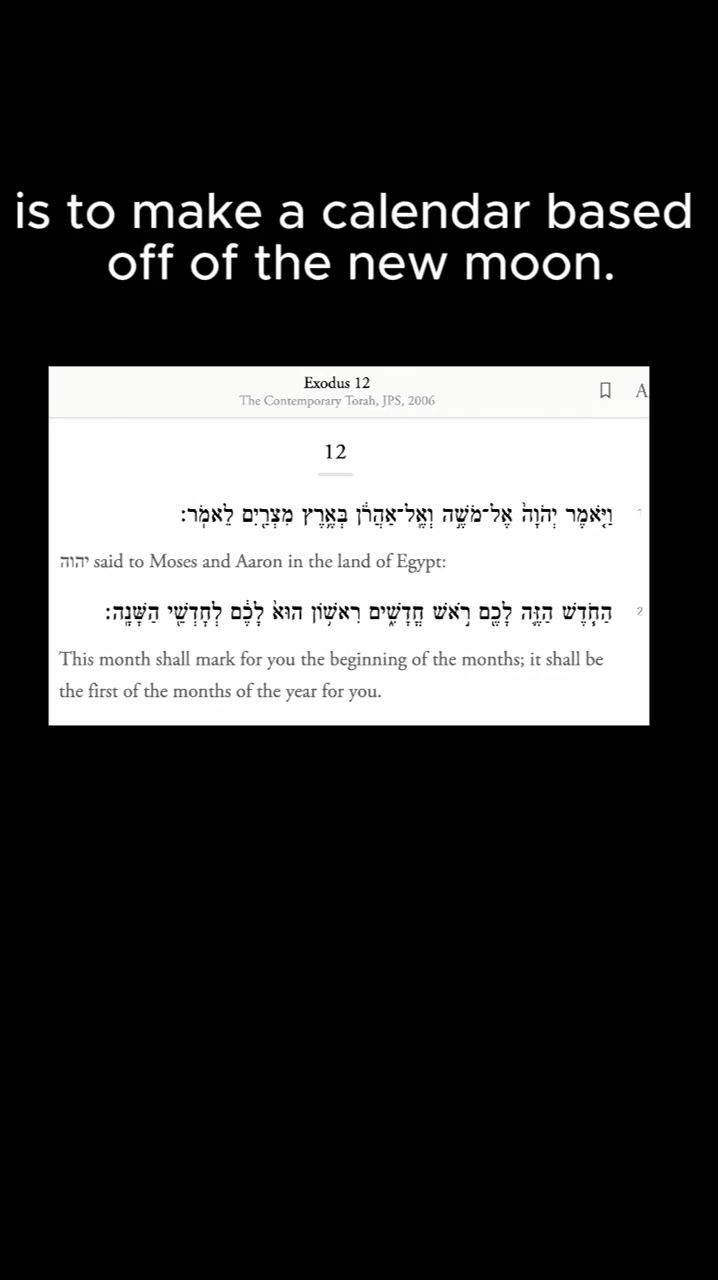 is to make a calendar based
off of the new moon.
Exodus 12
A
The Contemporary Torah, JPS, 2006
12
1
וַיֹּ֤אמֶר יְהֹוָה֙ אֶל־מֹשֶׁ֣ה וְאֶֽל־אַהֲרֹ֔ן בְּאֶ֥רֶץ מִצְרַ֖יִם לֵאמֹֽר׃
יהוה said to Moses and Aaron in the land of Egypt:
2
הַחֹ֧דֶשׁ הַזֶּ֛ה לָכֶ֖ם רֹ֣אשׁ חֳדָשִׁ֑ים רִאשׁ֥וֹן הוּא֙ לָכֶ֔ם לְחׇדְשֵׁ֖י הַשָּׁנָֽה׃
This month shall mark for you the beginning of the months; it shall be
the first of the months of the year for you.